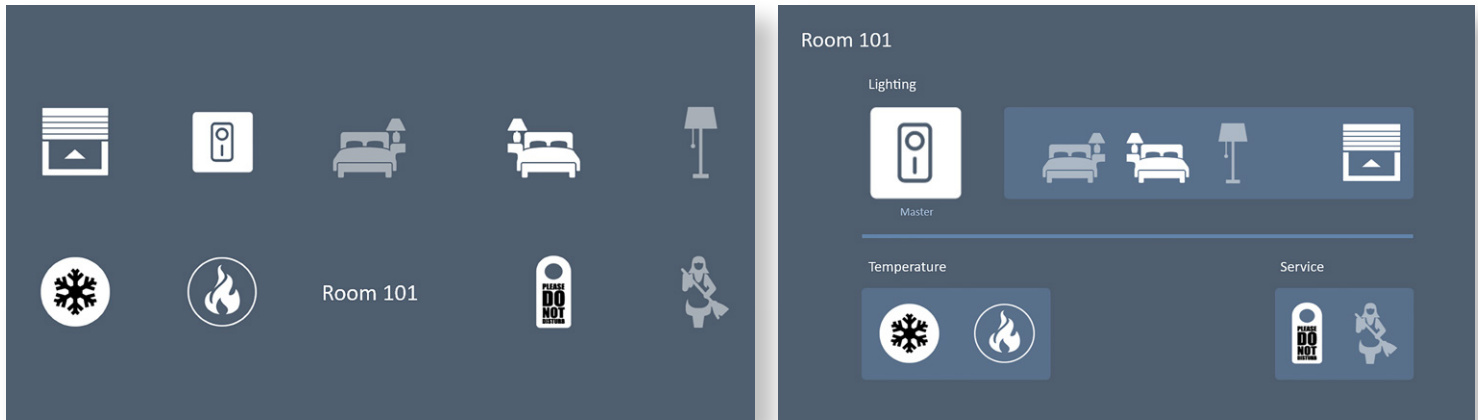 Room 101
PLEASE
DO
NOT
DISTURB
Room 101
Lighting
Master
Temperature
Service
PLEASE
DO
NOT
DISTURB